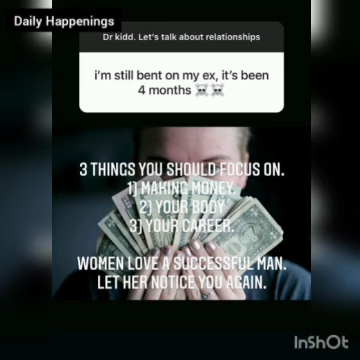 Daily Happenings
Dr kidd. Let's talk about relationships
i'm still bent on my ex, it's been
4 months ☠️☠️
3 THINGS YOU SHOULD FOCUS ON.
1) MAKING MONEY.
2) YOUR BODY
3) YOUR CAREER.
WOMEN LOVE A SUCCESSFUL MAN.
LET HER NOTICE YOU AGAIN.
InShOt